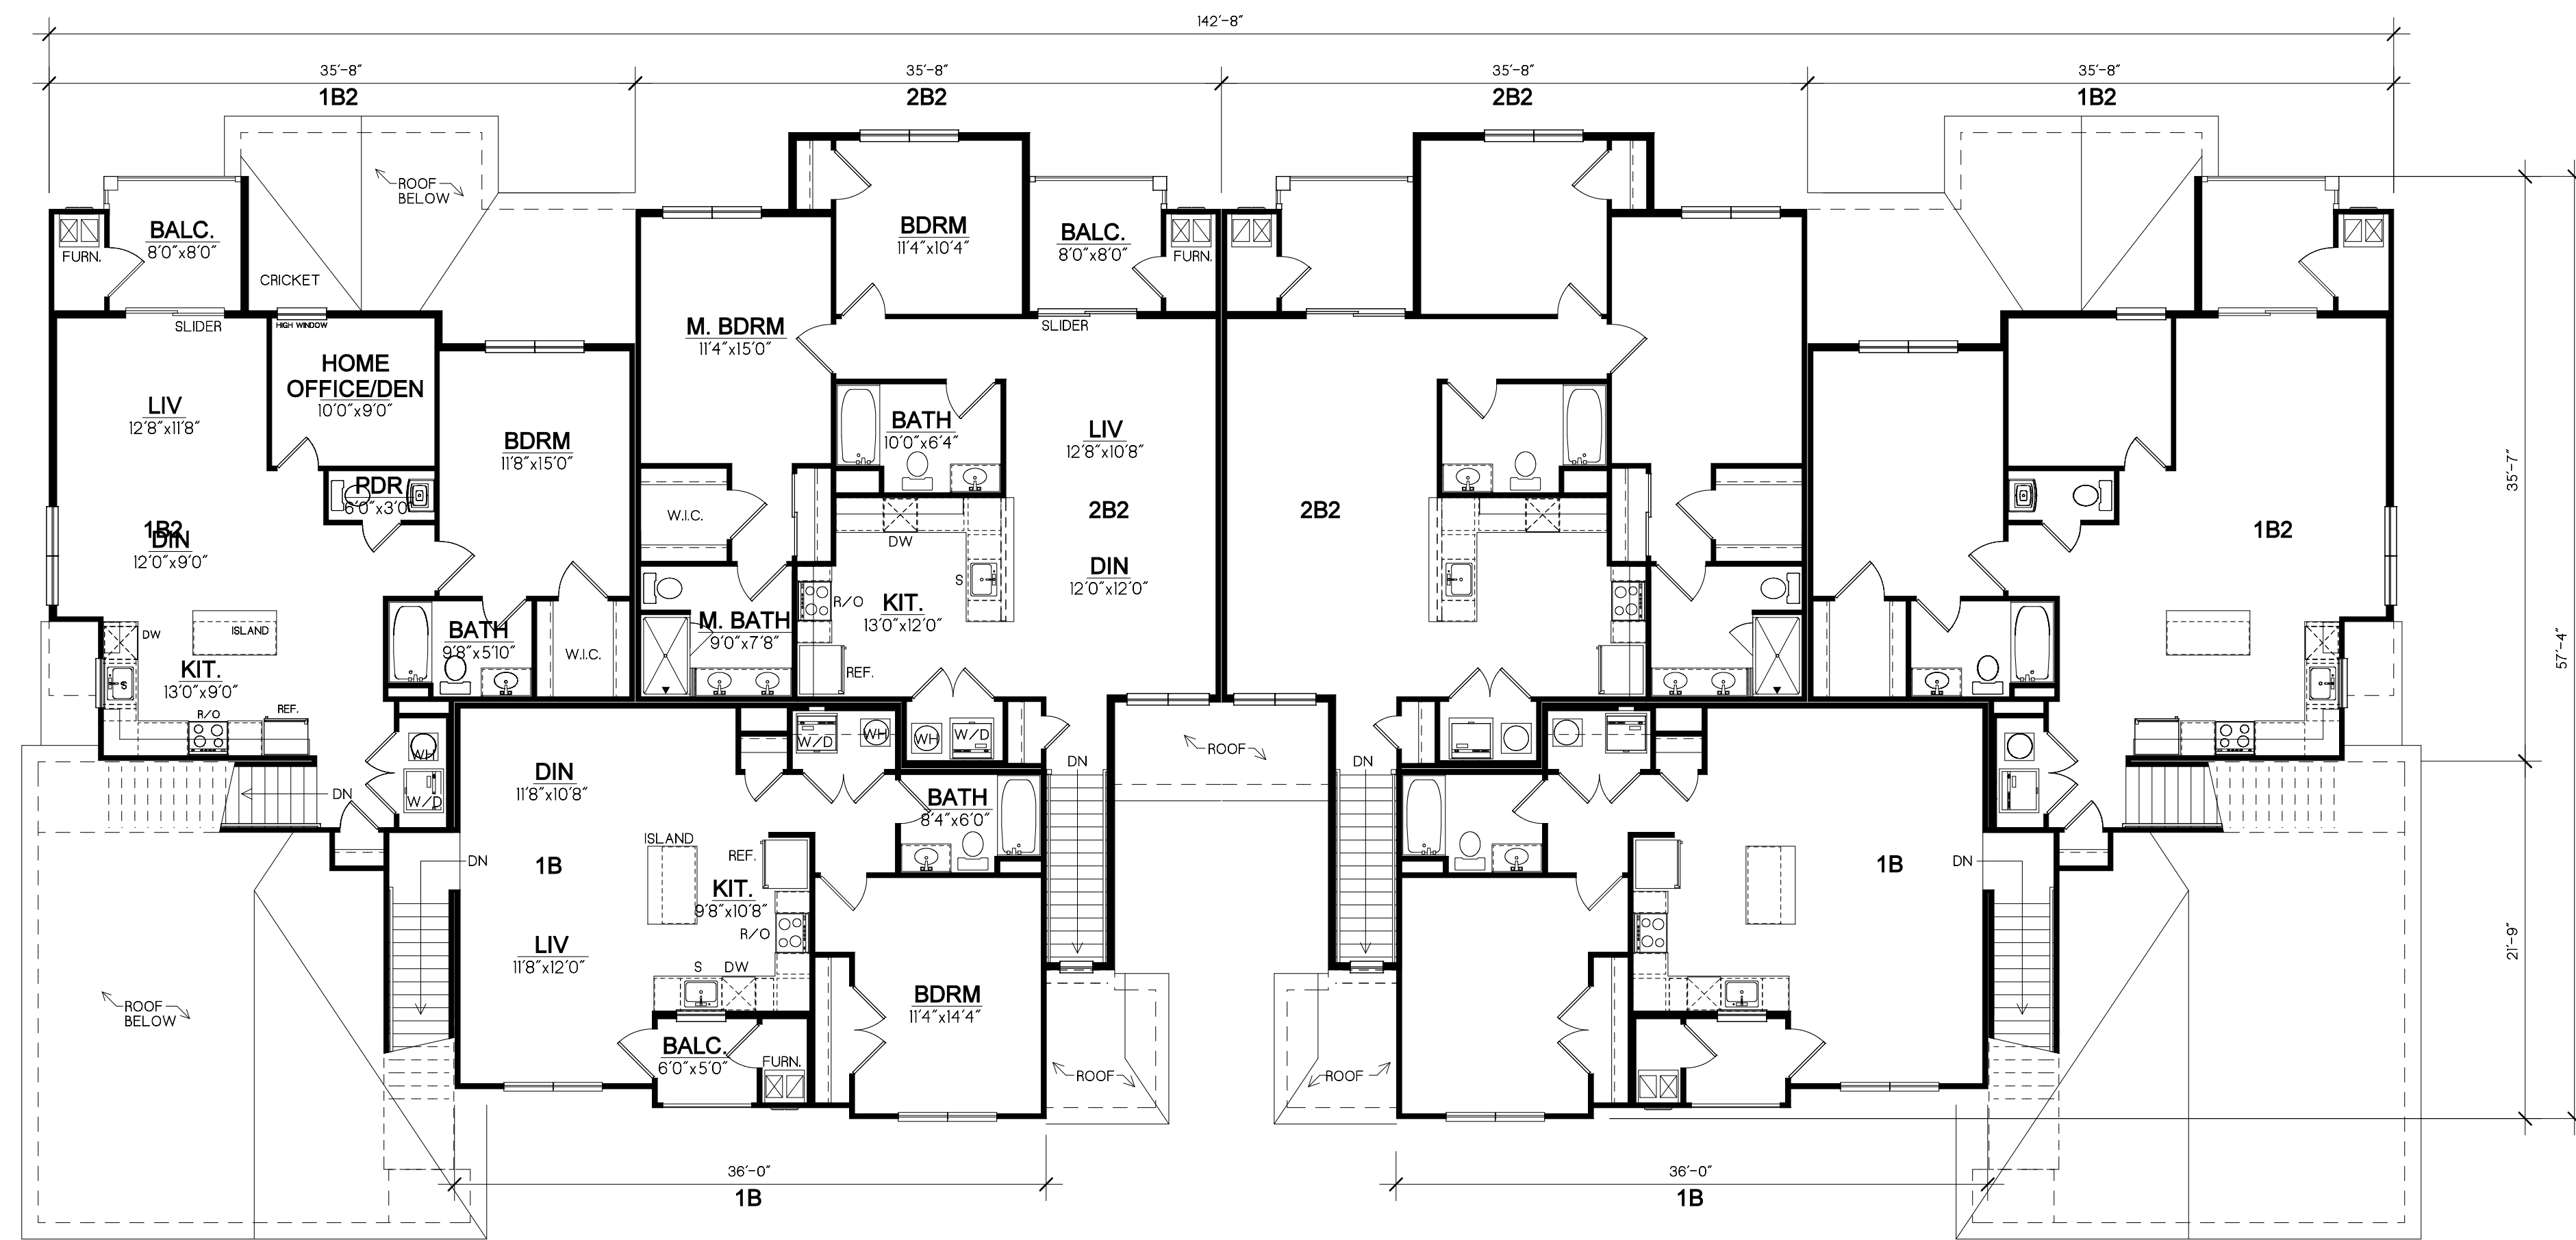 142'-8"
35'-8"
35'-8"
35'-8"
35'-8"
1B2
2B2
2B2
1B2
ROOF
BELOW
BALC.
8'0"x8'0"
FURN.
CRICKET
SLIDER
HIGH WINDOW
BDRM
11'4"x10'4"
BALC.
8'0"x8'0"
FURN.
SLIDER
M. BDRM
11'4"x15'0"
HOME
OFFICE/DEN
10'0"x9'0"
LIV
12'8"x11'8"
BDRM
11'8"x15'0"
BATH
10'0"x6'4"
LIV
12'8"x10'8"
PDR
6'0"x3'0
1B2
DIN
12'0"x9'0"
W.I.C.
DW
S
2B2
DIN
12'0"x12'0"
2B2
1B2
35'-7"
R/O
KIT.
13'0"x12'0"
M. BATH
9'0"x7'8"
REF.
DW
ISLAND
BATH
9'8"x5'10"
W.I.C.
KIT.
13'0"x9'0"
S
R/O
REF.
57'-4"
WH
W/D
DN
W/D
WH
WH
W/D
DN
ROOF
DN
DIN
11'8"x10'8"
BATH
8'4"x6'0"
ISLAND
REF.
DN
1B
KIT.
9'8"x10'8"
R/O
1B
DN
LIV
11'8"x12'0"
S
DW
21'-9"
BDRM
11'4"x14'4"
ROOF
BELOW
BALC.
6'0"x5'0"
FURN.
ROOF
ROOF
36'-0"
1B
36'-0"
1B